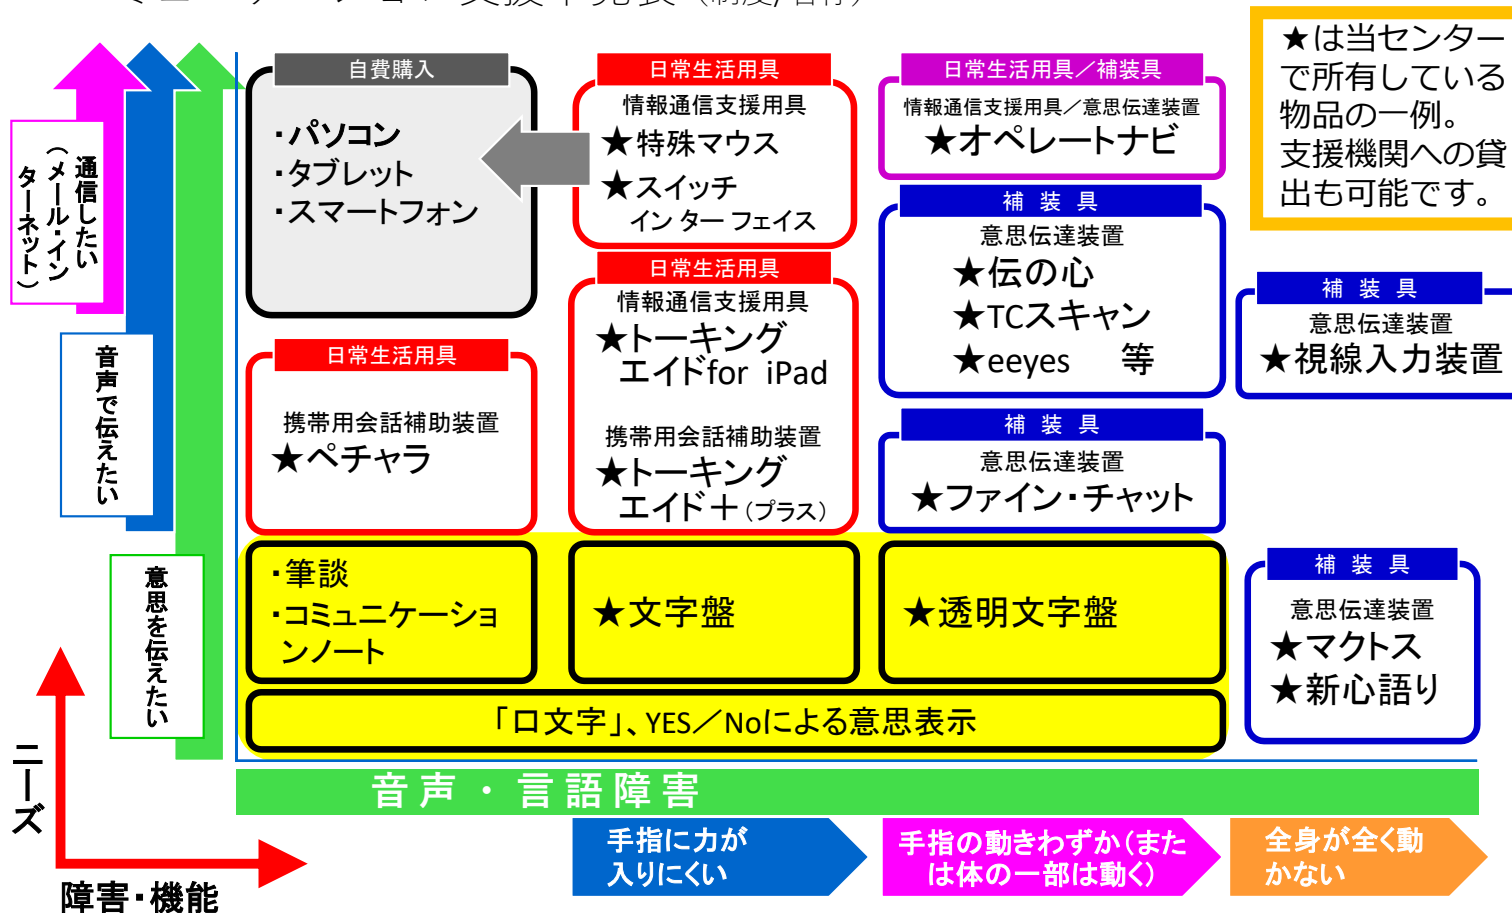 自費購入
・パソコン
・タブレット
・スマートフォン
日常生活用具
情報通信支援用具
★特殊マウス
★スイッチ
インターフェイス
日常生活用具／補装具
情報通信支援用具／意思伝達装置
★オペレートナビ
★は当センター
で所有している
物品の一例。
支援機関への貸
出も可能です。
通信したい
（メール・イン
ターネット）
補装具
意思伝達装置
★伝の心
★TCスキャン
★eeyes 等
日常生活用具
情報通信支援用具
★トーキング
エイドfor iPad
携帯用会話補助装置
★トーキング
エイド＋（プラス）
補装具
意思伝達装置
★視線入力装置
音声で伝えたい
日常生活用具
携帯用会話補助装置
★ペチャラ
補装具
意思伝達装置
★ファイン・チャット
意思を伝えたい
・筆談
・コミュニケーショ
ンノート
★文字盤
★透明文字盤
補装具
意思伝達装置
★マクトス
★新心語り
「口文字」、YES／Noによる意思表示
ニーズ
音声・言語障害
手指に力が
入りにくい
手指の動きわずか（また
は体の一部は動く）
全身が全く動
かない
障害・機能